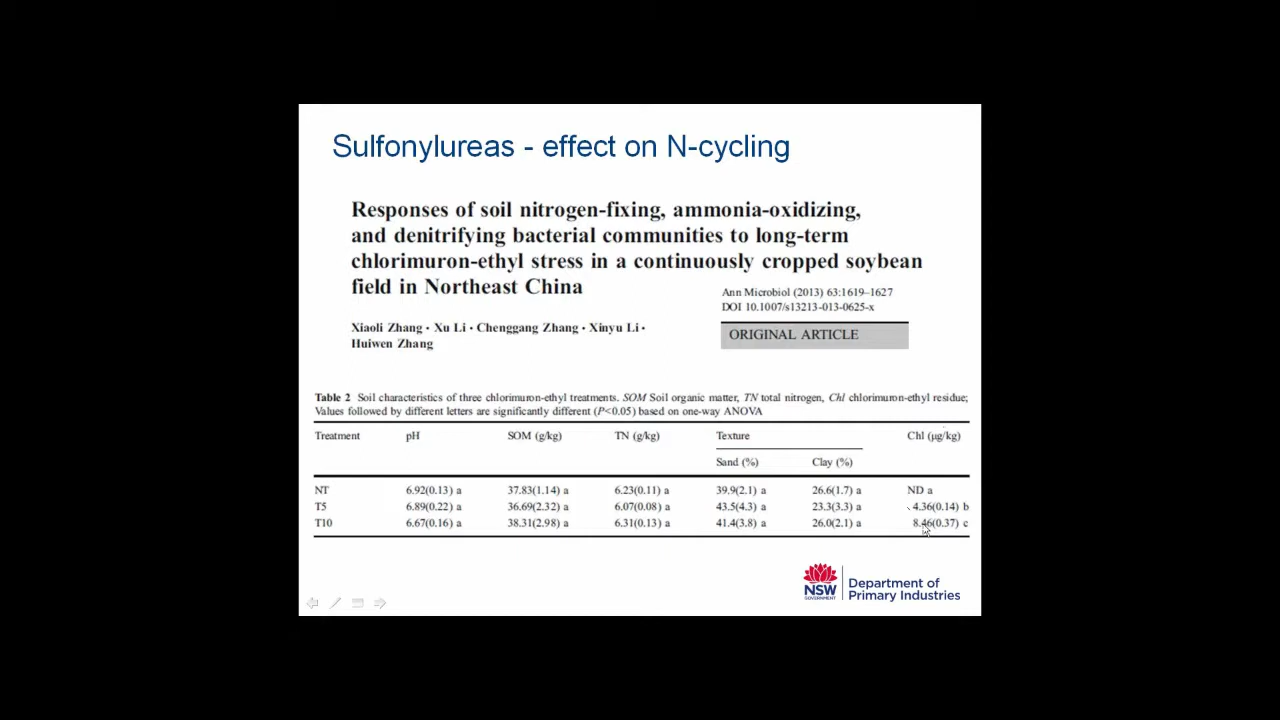 Sulfonylureas - effect on N-cycling
Responses of soil nitrogen-fixing, ammonia-oxidizing,
and denitrifying bacterial communities to long-term
chlorimuron-ethyl stress in a continuously cropped soybean
field in Northeast China
Ann Microbiol (2013) 63:1619–1627
DOI 10.1007/s13213-013-0625-x
ORIGINAL ARTICLE
Xiaoli Zhang · Xu Li · Chenggang Zhang · Xinyu Li ·
Huiwen Zhang
Table 2 Soil characteristics of three chlorimuron-ethyl treatments. SOM Soil organic matter, TN total nitrogen, Chl chlorimuron-ethyl residue;
Values followed by different letters are significantly different (P<0.05) based on one-way ANOVA
Treatment pH SOM (g/kg) TN (g/kg) Texture Chl (μg/kg)
Sand (%) Clay (%)
NT 6.92(0.13) a 37.83(1.14) a 6.23(0.11) a 39.9(2.1) a 26.6(1.7) a ND a
T5 6.89(0.22) a 36.69(2.32) a 6.07(0.08) a 43.5(4.3) a 23.3(3.3) a 4.36(0.14) b
T10 6.67(0.16) a 38.31(2.98) a 6.31(0.13) a 41.4(3.8) a 26.0(2.1) a 8.46(0.37) c
NSW
GOVERNMENT
Department of
Primary Industries